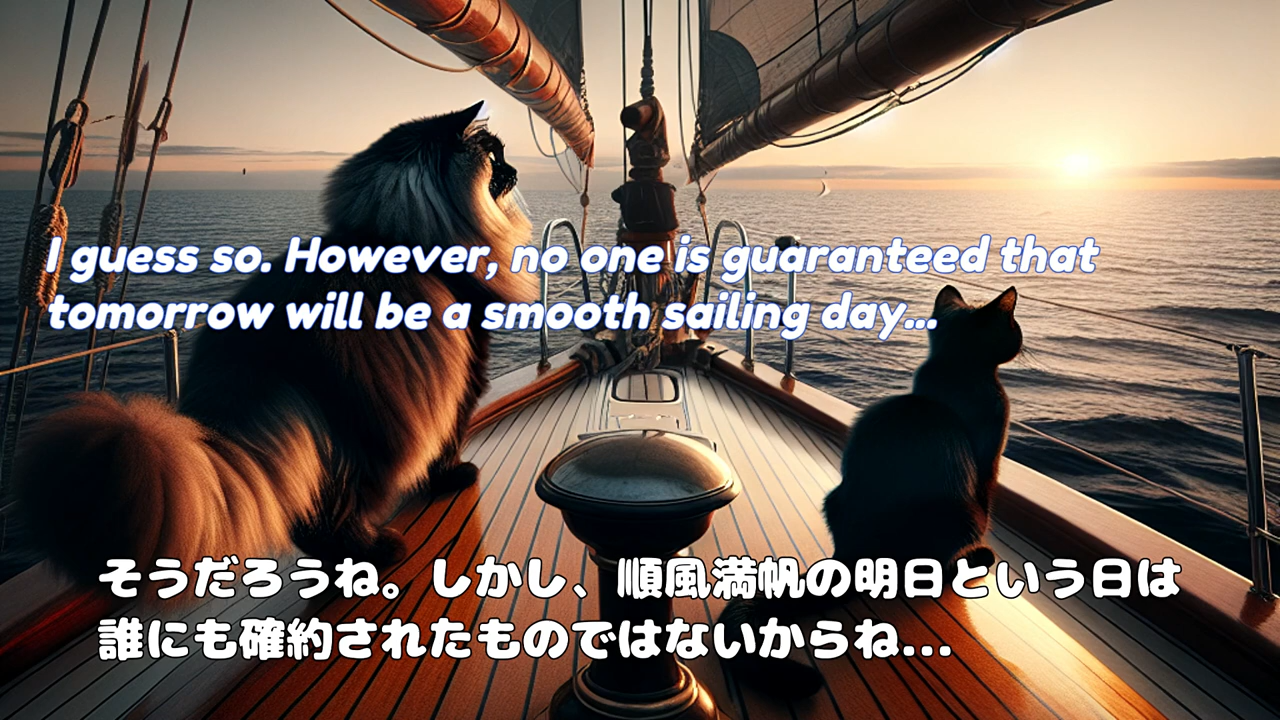 I guess so. However, no one is guaranteed that
tomorrow will be a smooth sailing day...
そうだろうね。しかし、順風満帆の明日という日は
誰にも確約されたものではないからね...